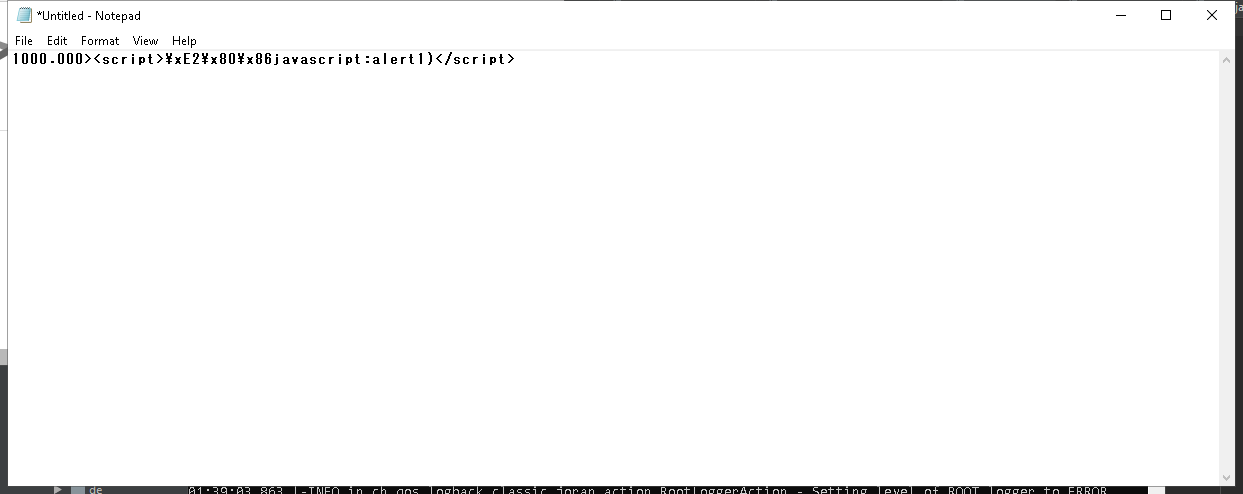 *Untitled - Notepad
File Edit Format View Help
1000.000><script>¥xE2¥x80¥x86javascript:alert1)</script>
de
01:39:03,863 |-INFO in ch.qos.logback.classic.joran.action.RootLoggerAction - Setting level of ROOT logger to ERROR